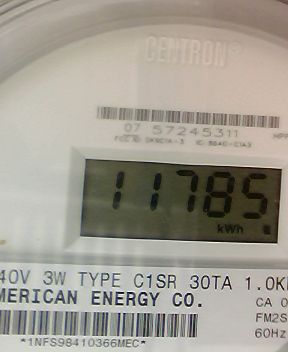 CENTRON®
07 57245311
11785
kWh
40V 3W TYPE C1SR 30TA 1.0K
MERICAN ENERGY CO.
CA 0
FM2S
60Hz
*1NFS98410366MEC*